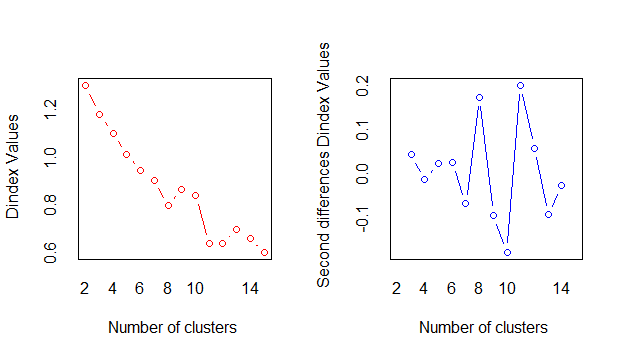 Dindex Values
0.6 0.8 1.0 1.2
2 4 6 8 10 14
Number of clusters
Second differences Dindex Values
-0.1 0.0 0.1 0.2
2 4 6 8 10 14
Number of clusters